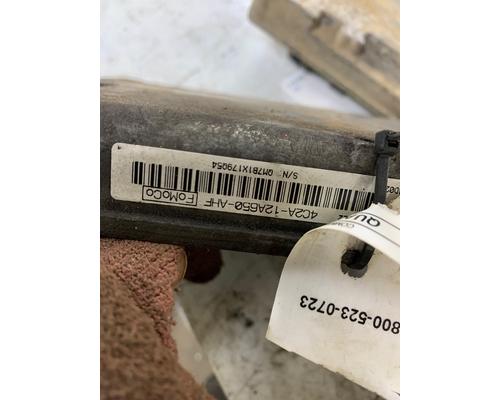 FoMoCo
4C2A-12A650-AHF
S/N: QM7B1X179054
800-523-0723